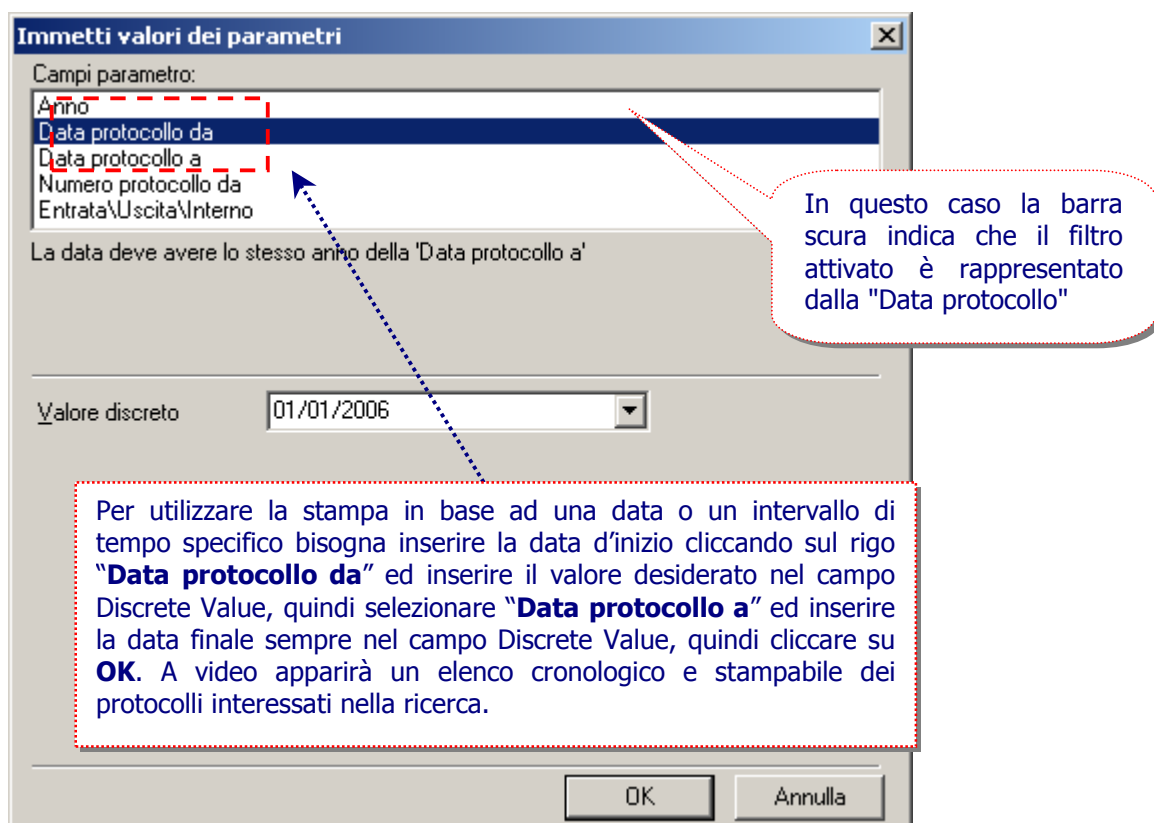 Immetti valori dei parametri
Campi parametro:
Anno
Data protocollo da
Data protocollo a
Numero protocollo da
Entrata\Uscita\Interno
La data deve avere lo stesso anno della 'Data protocollo a'
In questo caso la barra
scura indica che il filtro
attivato è rappresentato
dalla "Data protocollo"
Valore discreto
01/01/2006
Per utilizzare la stampa in base ad una data o un intervallo di
tempo specifico bisogna inserire la data d’inizio cliccando sul rigo
“Data protocollo da” ed inserire il valore desiderato nel campo
Discrete Value, quindi selezionare “Data protocollo a” ed inserire
la data finale sempre nel campo Discrete Value, quindi cliccare su
OK. A video apparirà un elenco cronologico e stampabile dei
protocolli interessati nella ricerca.
OK
Annulla